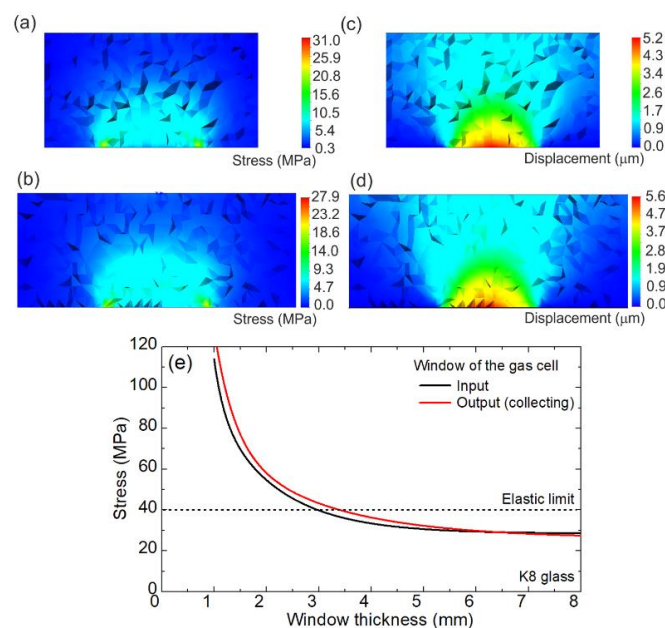 (a)
31.0
25.9
20.8
15.6
10.5
5.4
0.3
Stress (MPa)
(c)
5.2
4.3
3.5
2.6
1.7
0.9
0.0
Displacement (μm)
(b)
27.9
23.2
18.6
14.0
9.3
4.7
0.0
Stress (MPa)
(d)
5.6
4.6
3.7
2.8
1.9
0.9
0.0
Displacement (μm)
(e)
Window of the gas cell
Input
Output (collecting)
Elastic limit
K8 glass
120
100
80
60
40
20
0
Stress (MPa)
0 1 2 3 4 5 6 7 8
Window thickness (mm)